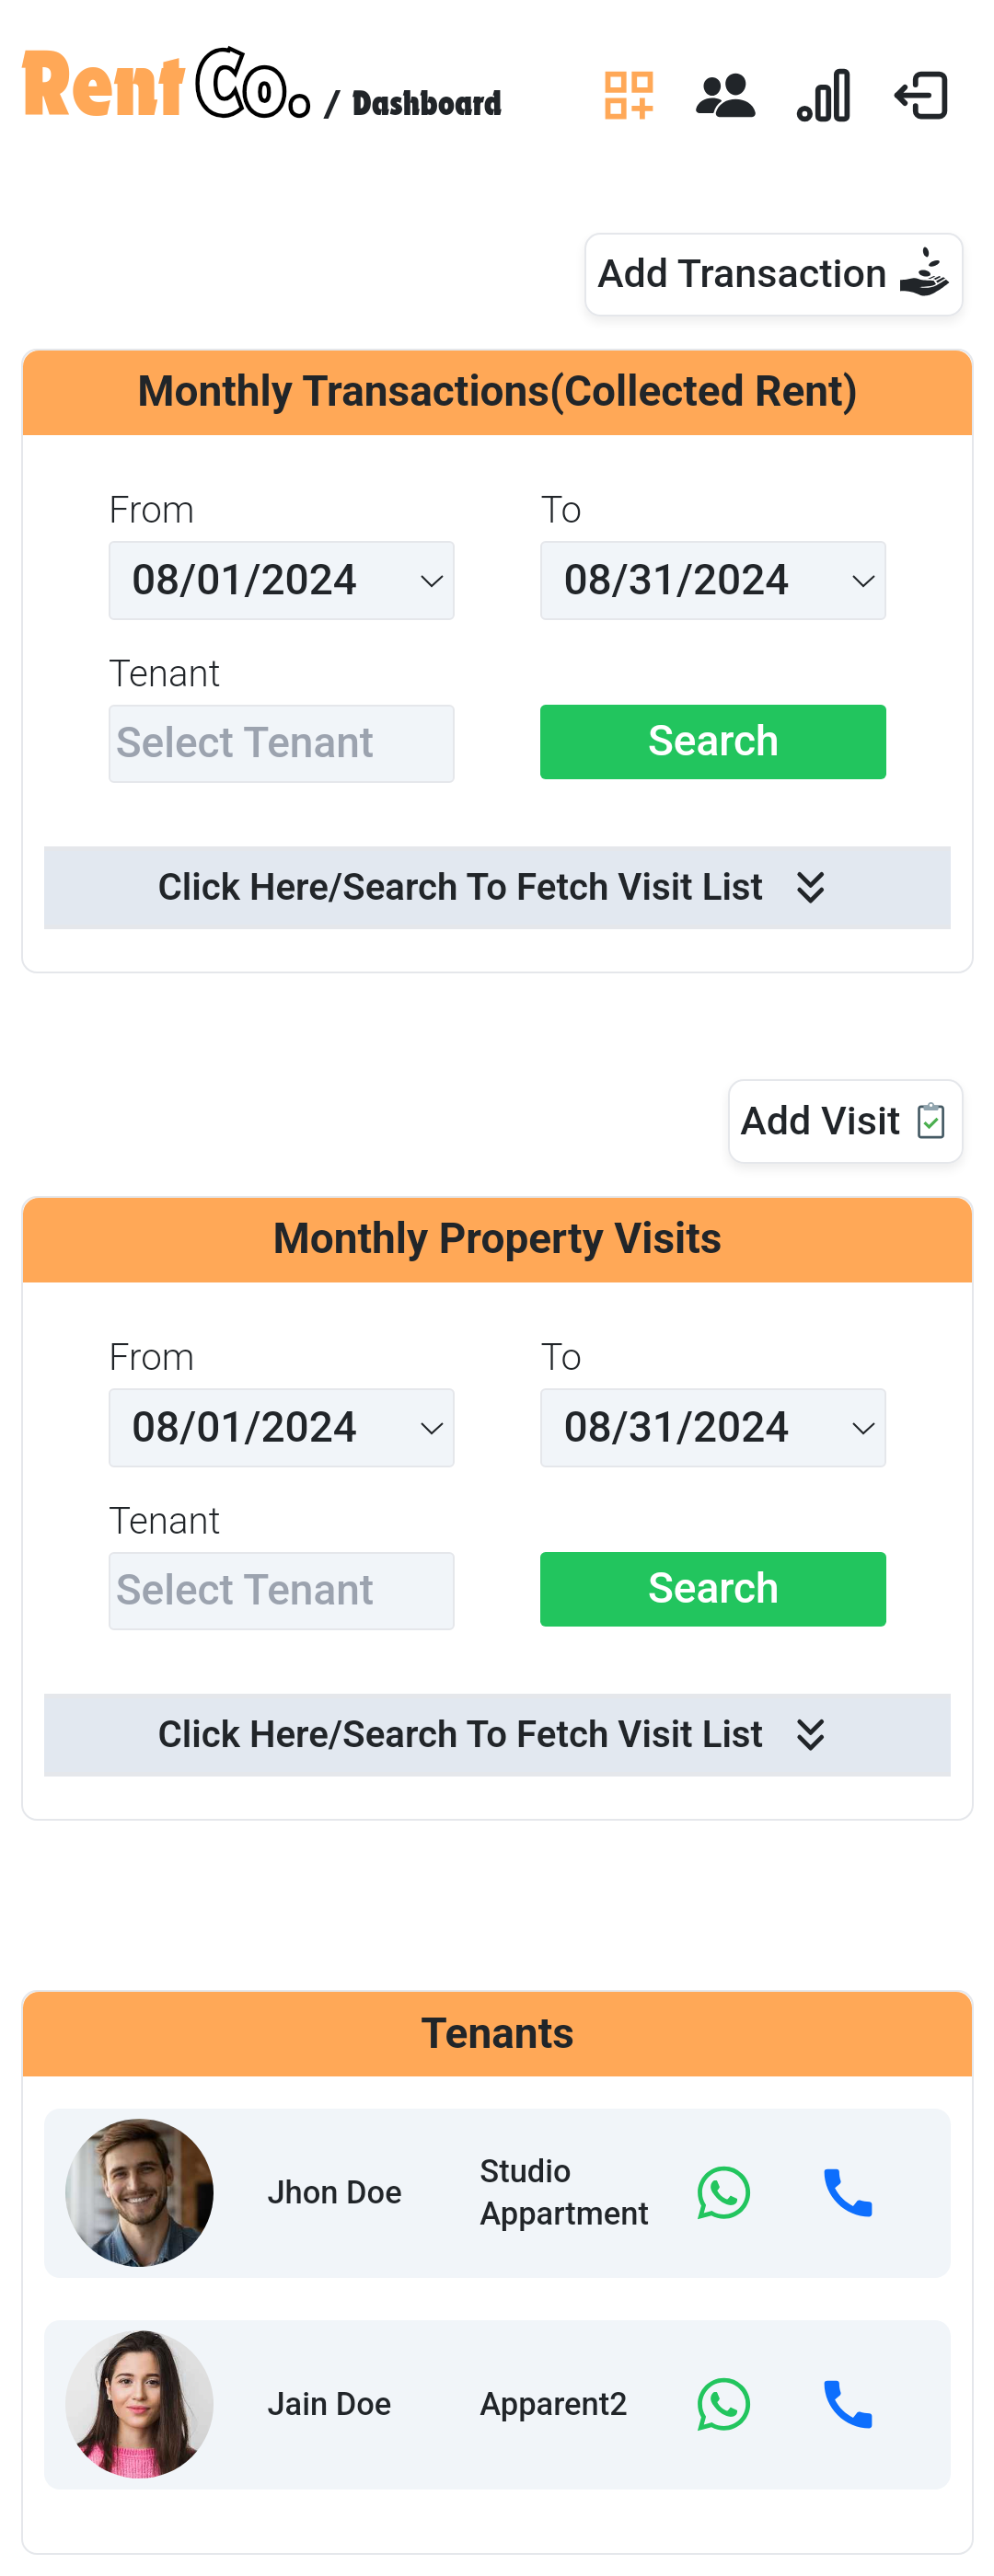 Rent Co. / Dashboard
Add Transaction
Monthly Transactions(Collected Rent)
From To
08/01/2024 08/31/2024
Tenant
Select Tenant Search
Click Here/Search To Fetch Visit List
Add Visit
Monthly Property Visits
From To
08/01/2024 08/31/2024
Tenant
Select Tenant Search
Click Here/Search To Fetch Visit List
Tenants
Jhon Doe
Studio
Appartment
Jain Doe Apparent2